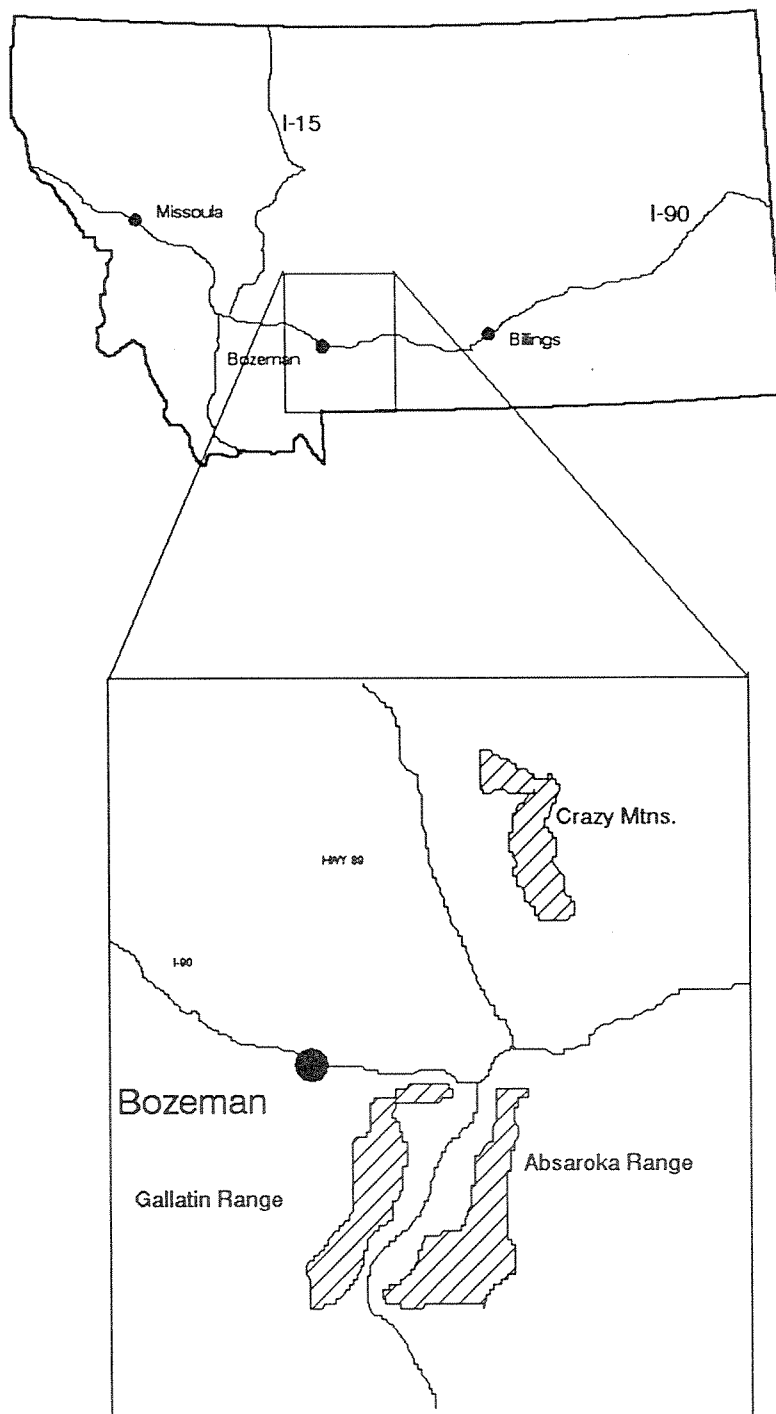 I-15
Missoula
I-90
Bozeman
Billings
Crazy Mtns.
HWY 89
I-90
Bozeman
Absaroka Range
Gallatin Range